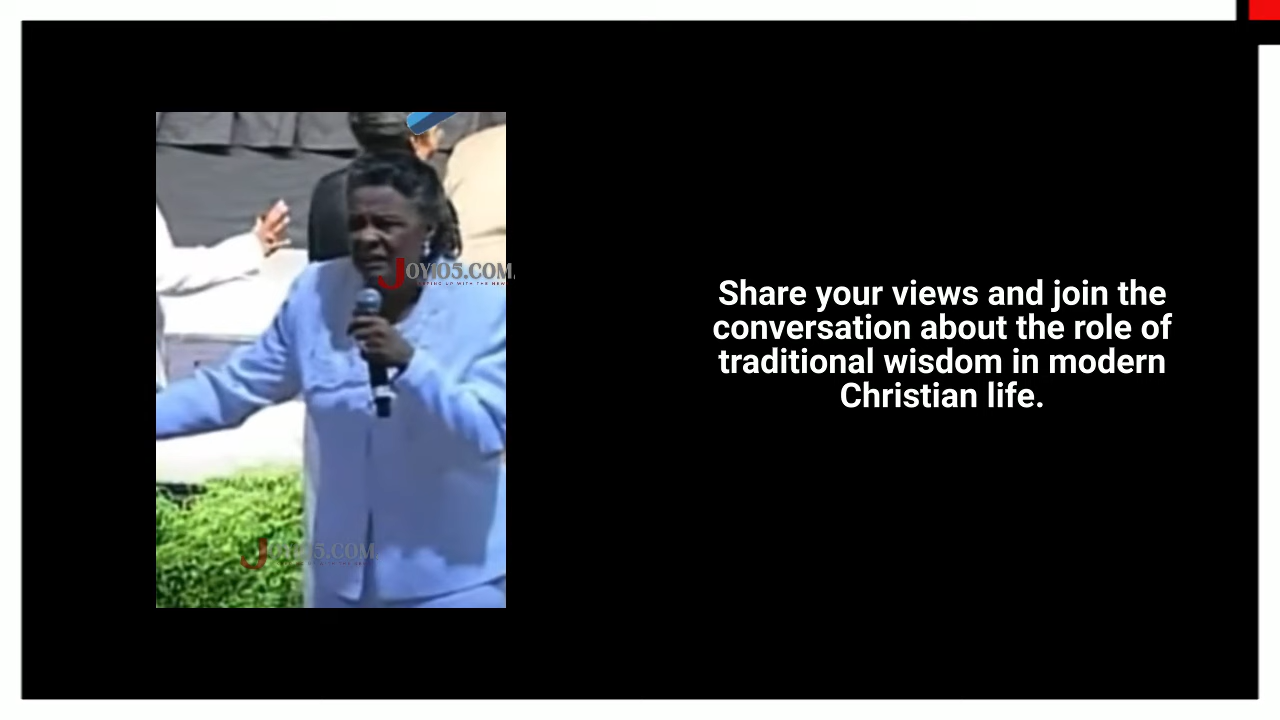 JOY105.COM
Share your views and join the
conversation about the role of
traditional wisdom in modern
Christian life.